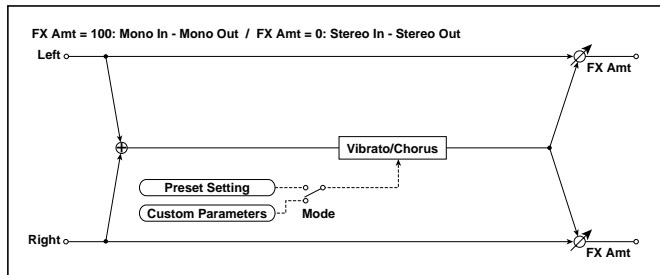 FX Amt = 100: Mono In - Mono Out / FX Amt = 0: Stereo In - Stereo Out
Left
FX Amt
Vibrato/Chorus
Preset Setting
Custom Parameters
Mode
Right
FX Amt